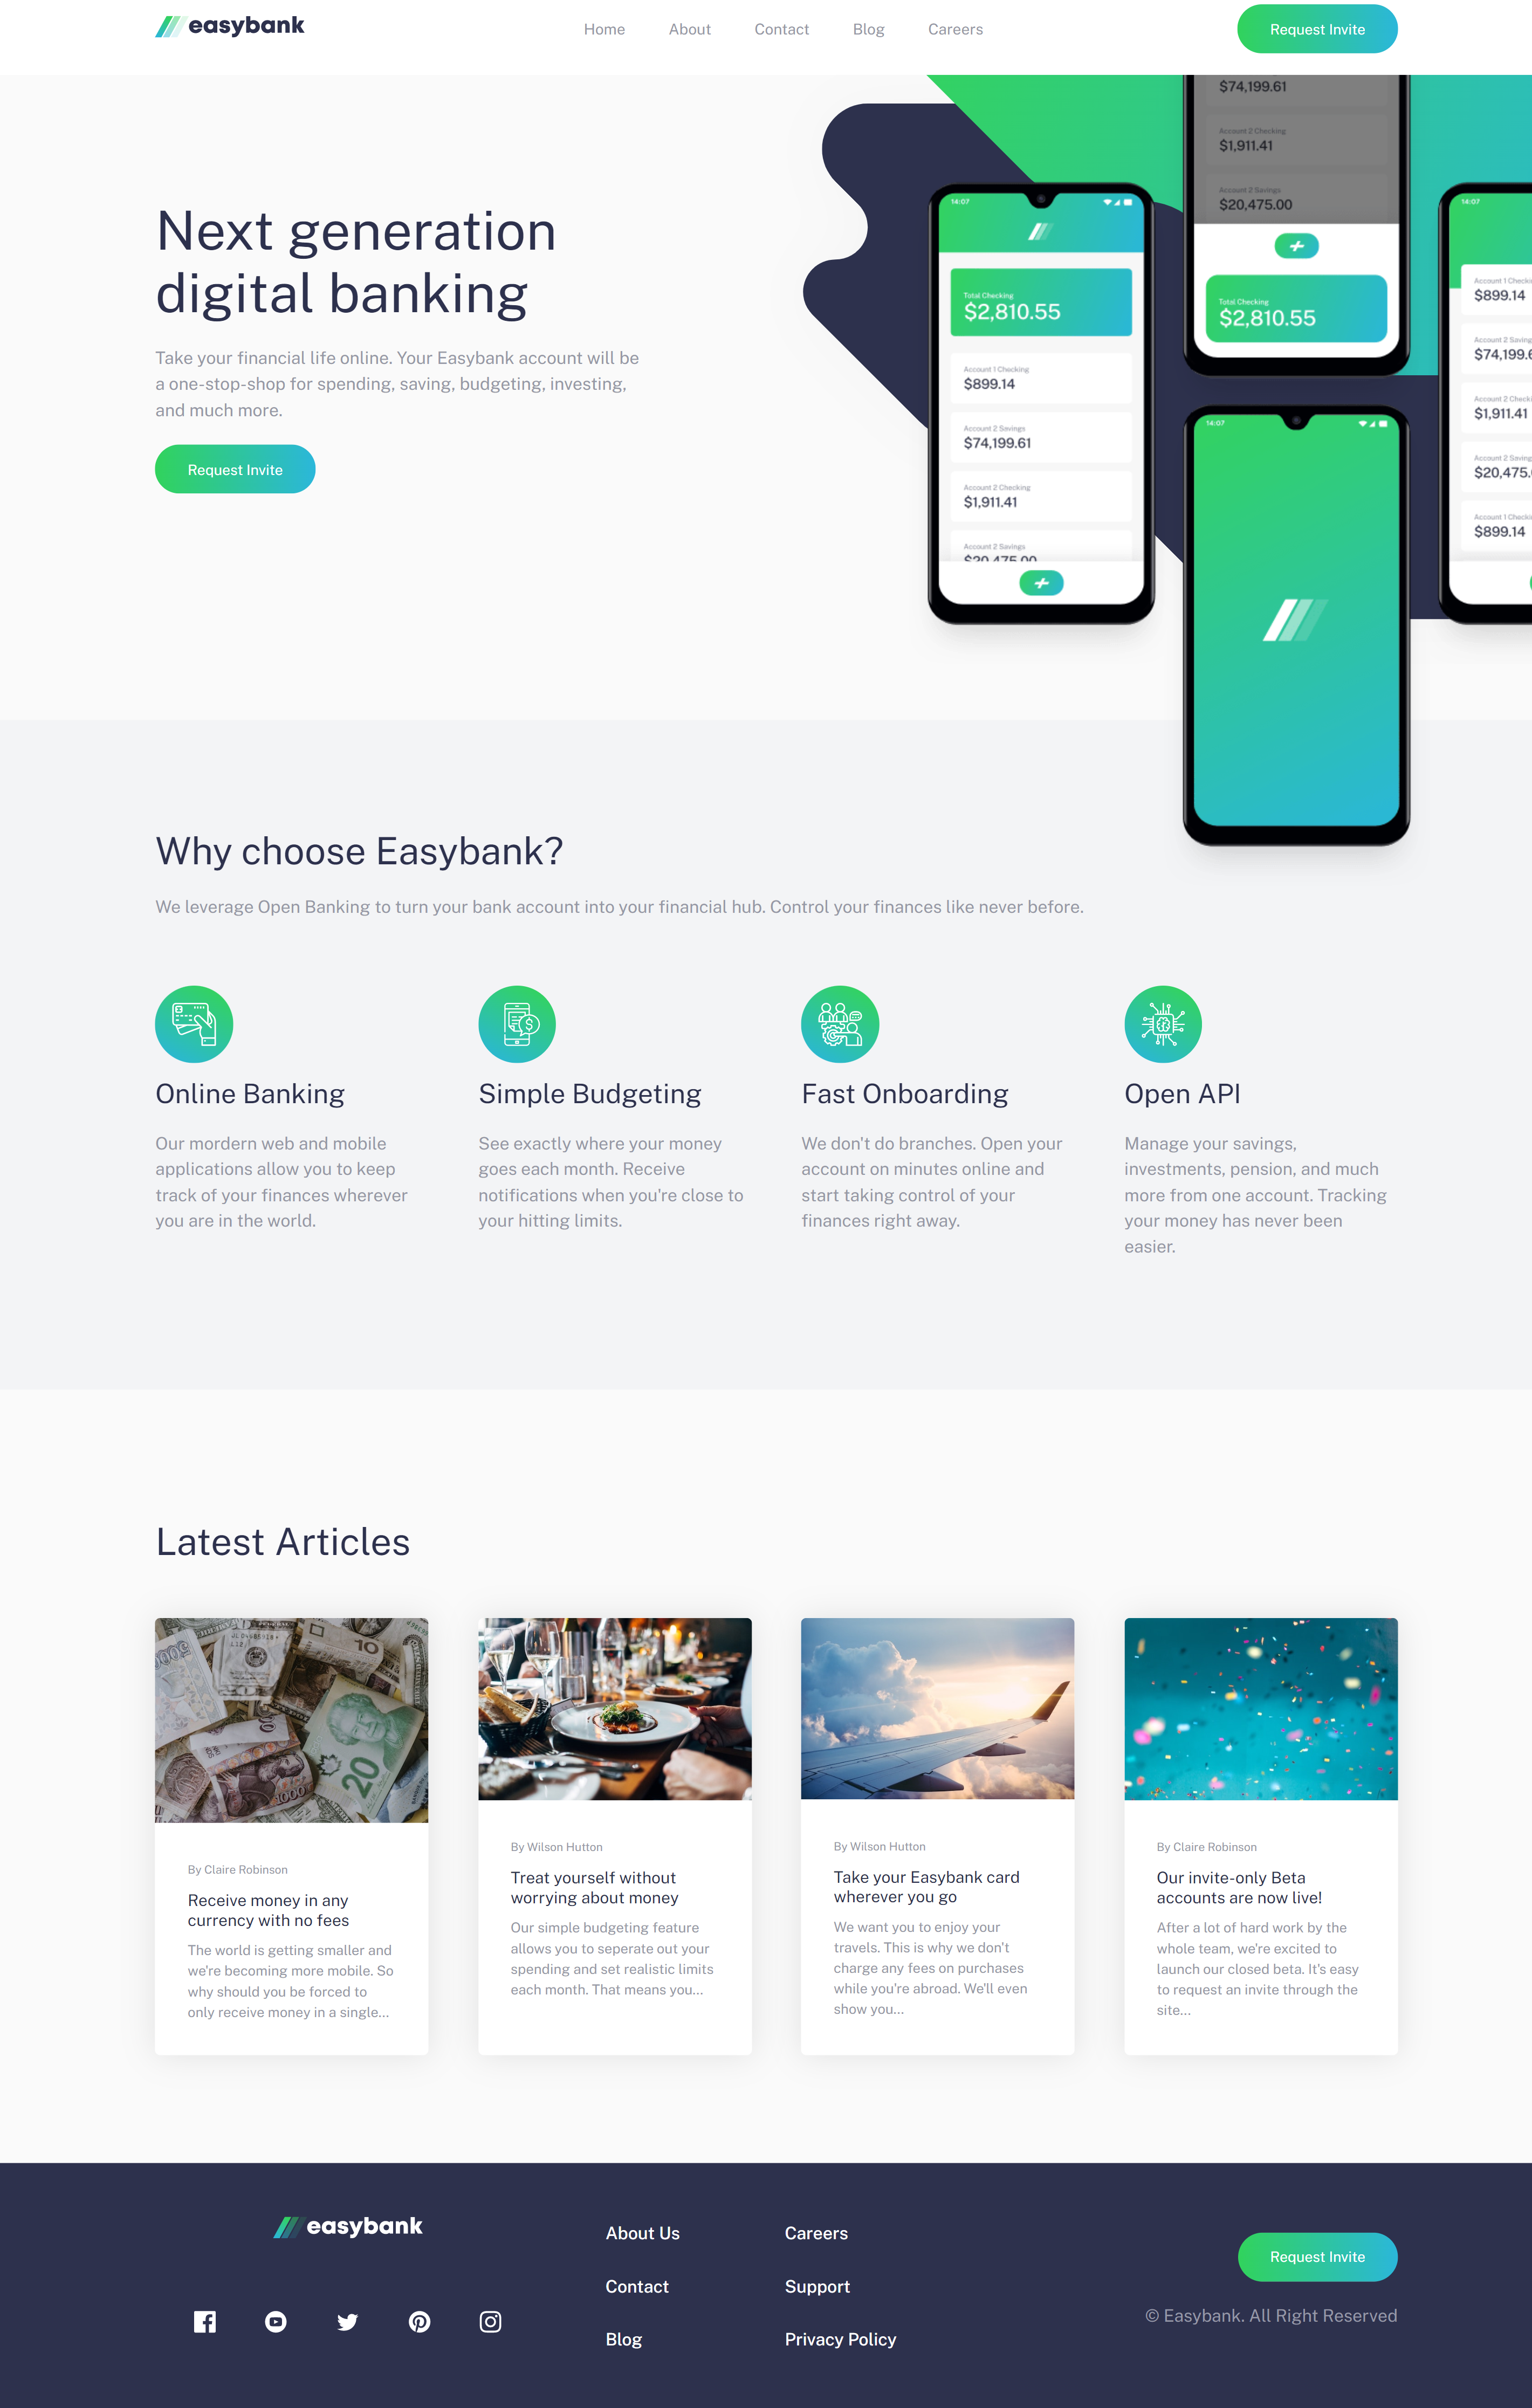 easybank
Home
About
Contact
Blog
Careers
Request Invite
Next generation
digital banking
Take your financial life online. Your Easybank account will be
a one-stop-shop for spending, saving, budgeting, investing,
and much more.
Request Invite
14:07
Total Checking
$2,810.55
Account 1 Checking
$899.14
Account 2 Savings
$74,199.61
Account 2 Checking
$1,911.41
Account 2 Savings
$20,475.00
$74,199.61
Account 2 Checking
$1,911.41
Account 2 Savings
$20,475.00
Total Checking
$2,810.55
14:07
14:07
Account 1
$899.14
Account 2
$74,199.
Account 2
$1,911.41
Account 2
$20,475.
Account 1
$899.14
Why choose Easybank?
We leverage Open Banking to turn your bank account into your financial hub. Control your finances like never before.
Online Banking
Our mordern web and mobile
applications allow you to keep
track of your finances wherever
you are in the world.
Simple Budgeting
See exactly where your money
goes each month. Receive
notifications when you're close to
your hitting limits.
Fast Onboarding
We don't do branches. Open your
account on minutes online and
start taking control of your
finances right away.
Open API
Manage your savings,
investments, pension, and much
more from one account. Tracking
your money has never been
easier.
Latest Articles
10
20
By Claire Robinson
Receive money in any
currency with no fees
The world is getting smaller and
we're becoming more mobile. So
why should you be forced to
only receive money in a single...
By Wilson Hutton
Treat yourself without
worrying about money
Our simple budgeting feature
allows you to seperate out your
spending and set realistic limits
each month. That means you...
By Wilson Hutton
Take your Easybank card
wherever you go
We want you to enjoy your
travels. This is why we don't
charge any fees on purchases
while you're abroad. We'll even
show you...
By Claire Robinson
Our invite-only Beta
accounts are now live!
After a lot of hard work by the
whole team, we're excited to
launch our closed beta. It's easy
to request an invite through the
site...
easybank
About Us
Contact
Blog
Careers
Support
Privacy Policy
Request Invite
© Easybank. All Right Reserved